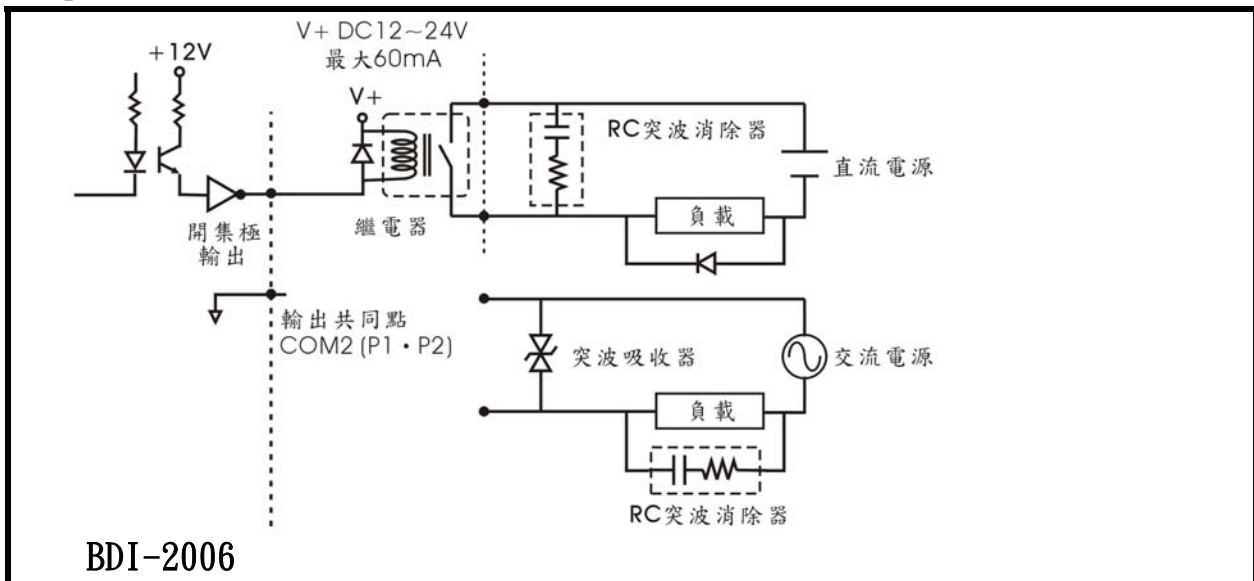 V+ DC12~24V
最大60mA
+12V
V+
RC突波消除器
直流電源
負載
繼電器
開集極
輸出
輸出共同點
COM2 (P1・P2)
突波吸收器
交流電源
負載
RC突波消除器
BDI-2006